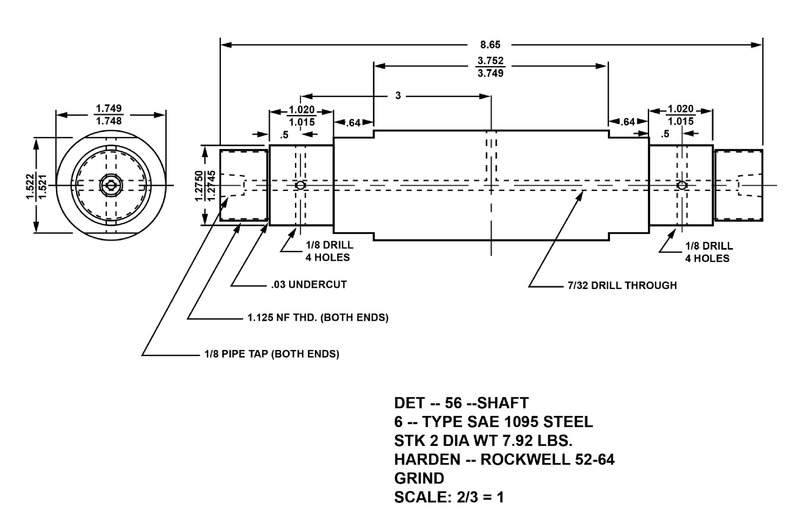 8.65
3.752
3.749
3
1.749
1.748
1.020
1.015
.64
.64
1.020
1.015
.5
.5
1.522
1.521
1.2750
1.2745
1/8 DRILL
4 HOLES
1/8 DRILL
4 HOLES
.03 UNDERCUT
7/32 DRILL THROUGH
1.125 NF THD. (BOTH ENDS)
1/8 PIPE TAP (BOTH ENDS)
DET -- 56 --SHAFT
6 -- TYPE SAE 1095 STEEL
STK 2 DIA WT 7.92 LBS.
HARDEN -- ROCKWELL 52-64
GRIND
SCALE: 2/3 = 1